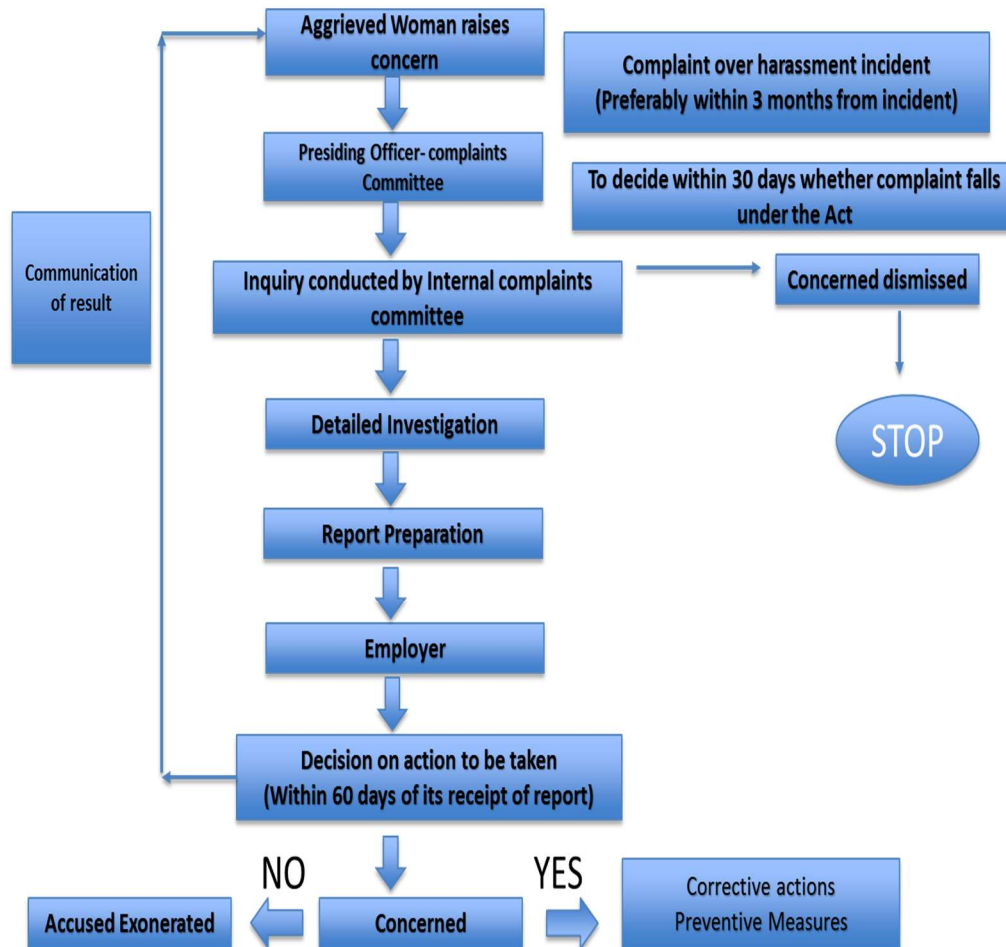 Aggrieved Woman raises
concern
Complaint over harassment incident
(Preferably within 3 months from incident)
Presiding Officer- complaints
Committee
To decide within 30 days whether complaint falls
under the Act
Communication
of result
Inquiry conducted by Internal complaints
committee
Concerned dismissed
Detailed Investigation
STOP
Report Preparation
Employer
Decision on action to be taken
(Within 60 days of its receipt of report)
NO
YES
Accused Exonerated
Concerned
Corrective actions
Preventive Measures